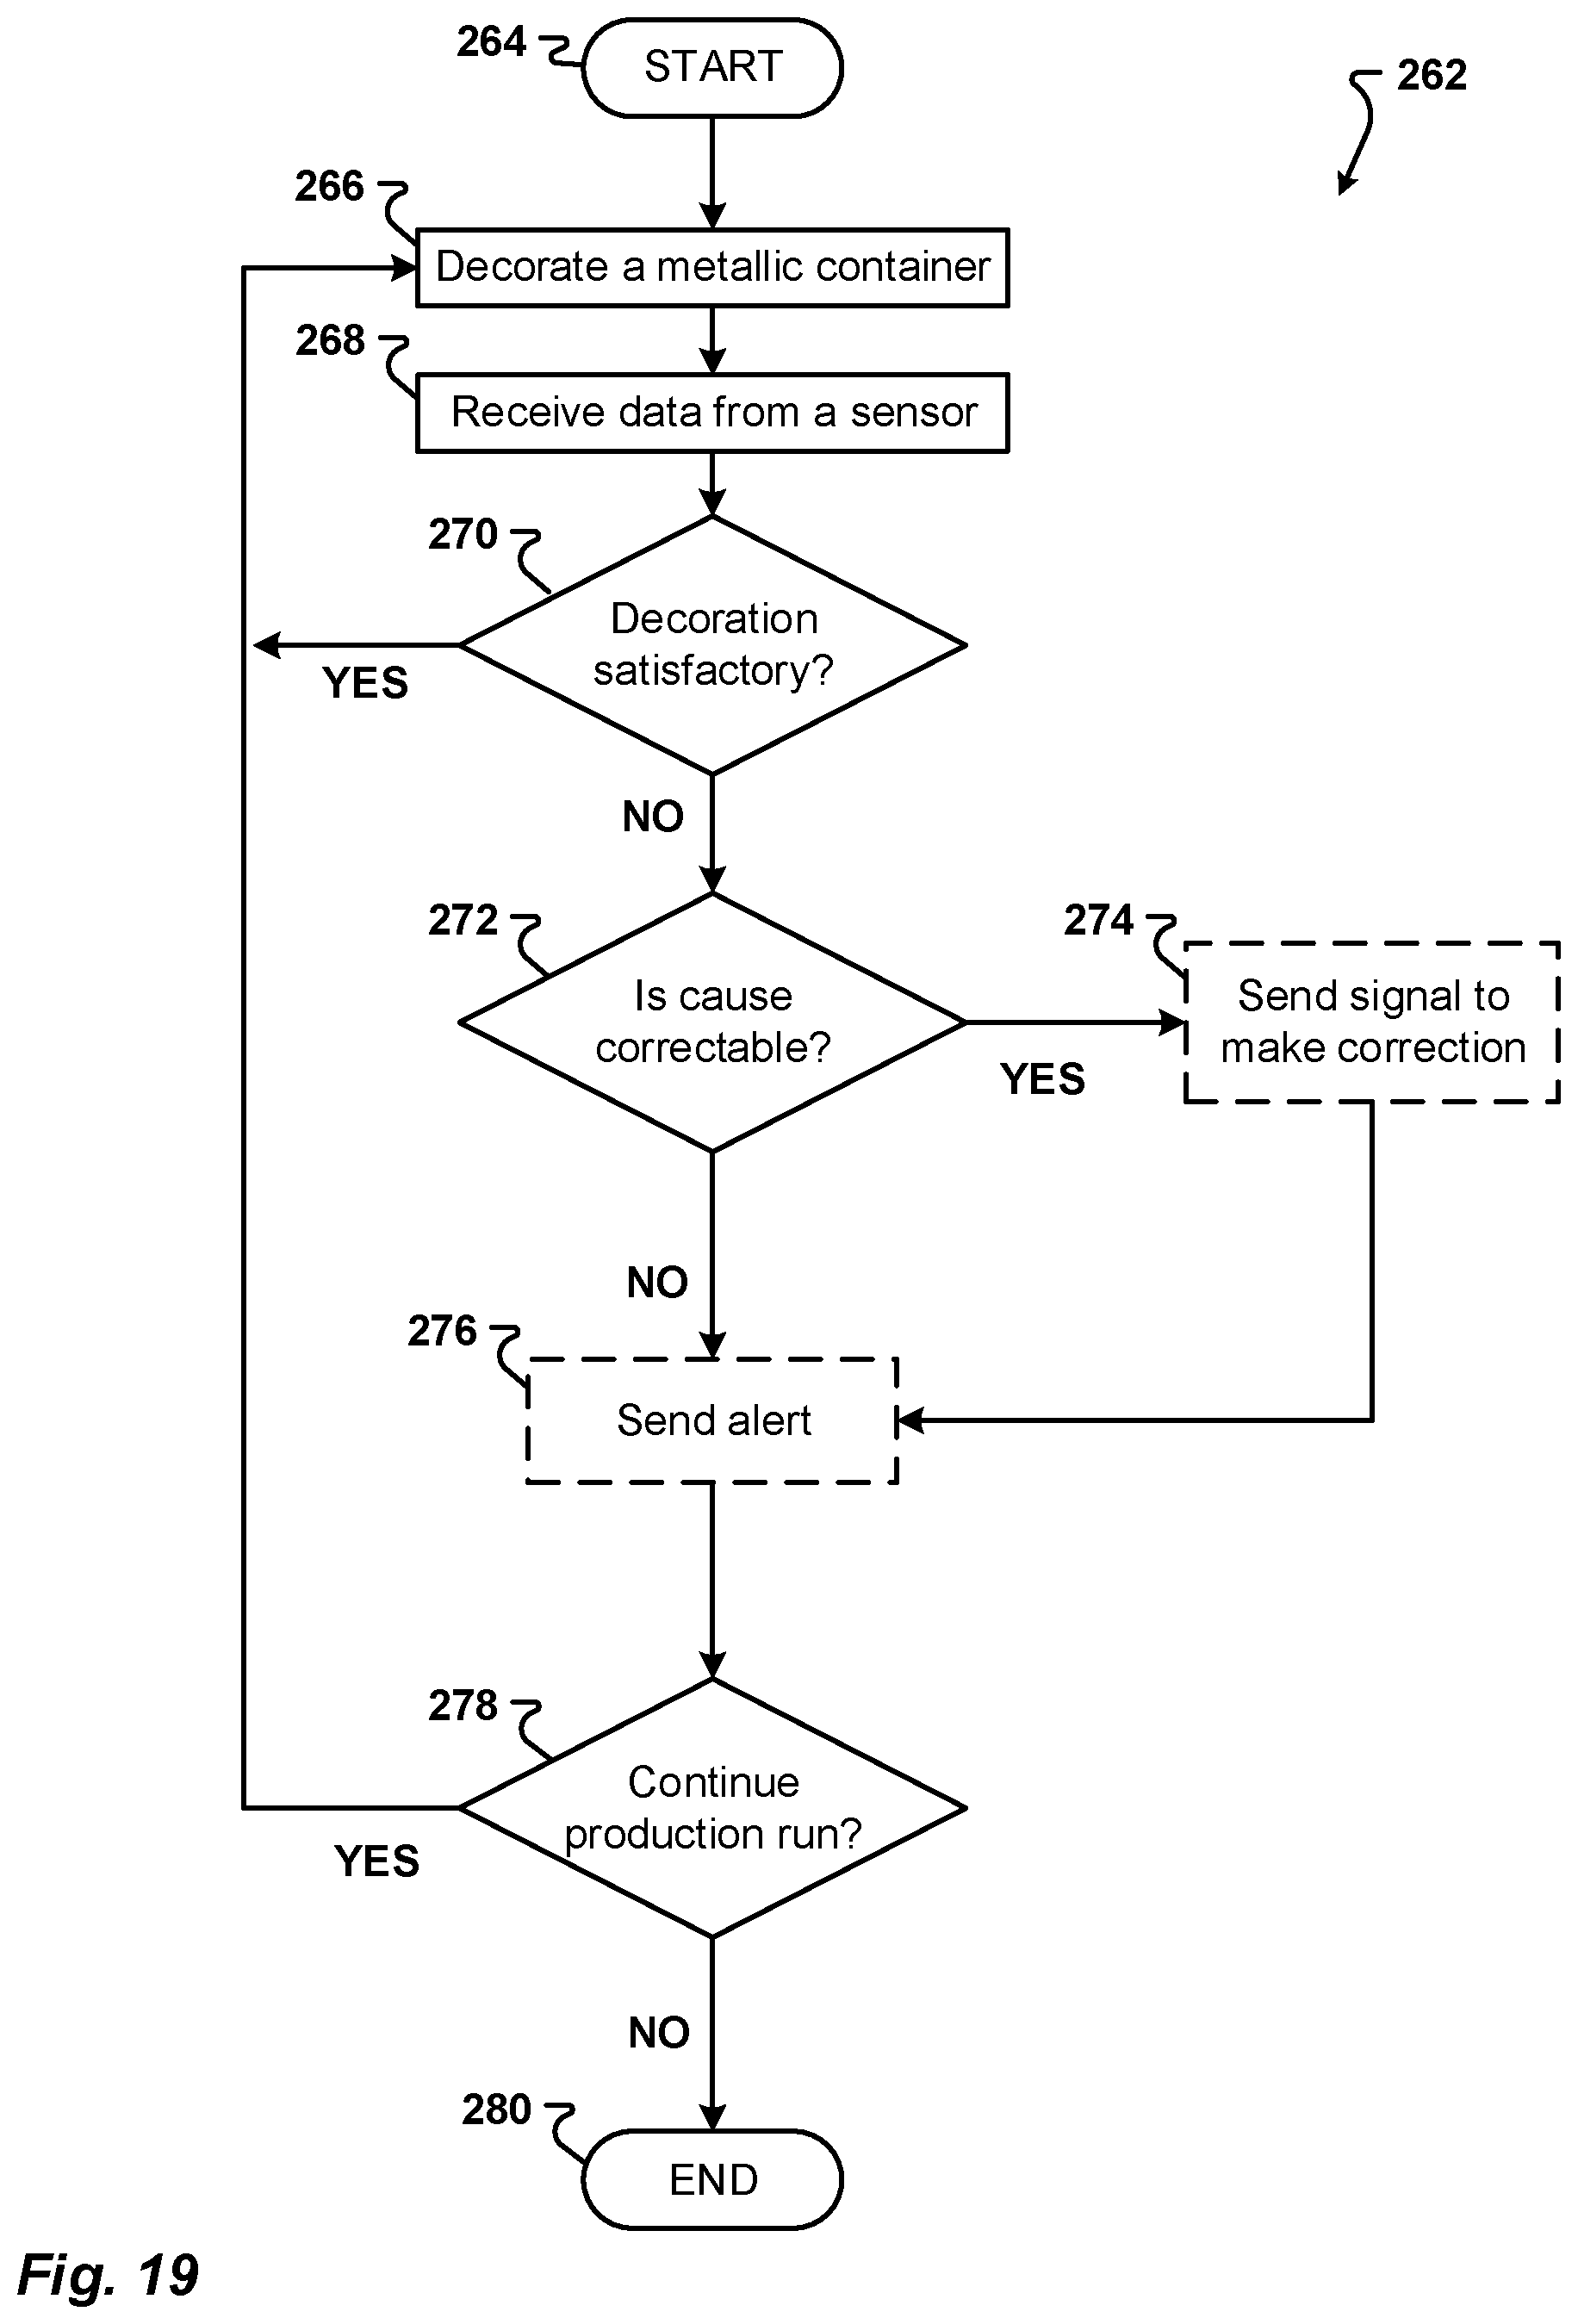 264
START
262
266
Decorate a metallic container
268
Receive data from a sensor
270
Decoration
satisfactory?
YES
NO
272
Is cause
correctable?
YES
274
Send signal to
make correction
NO
276
Send alert
278
Continue
production run?
YES
NO
280
END
Fig. 19